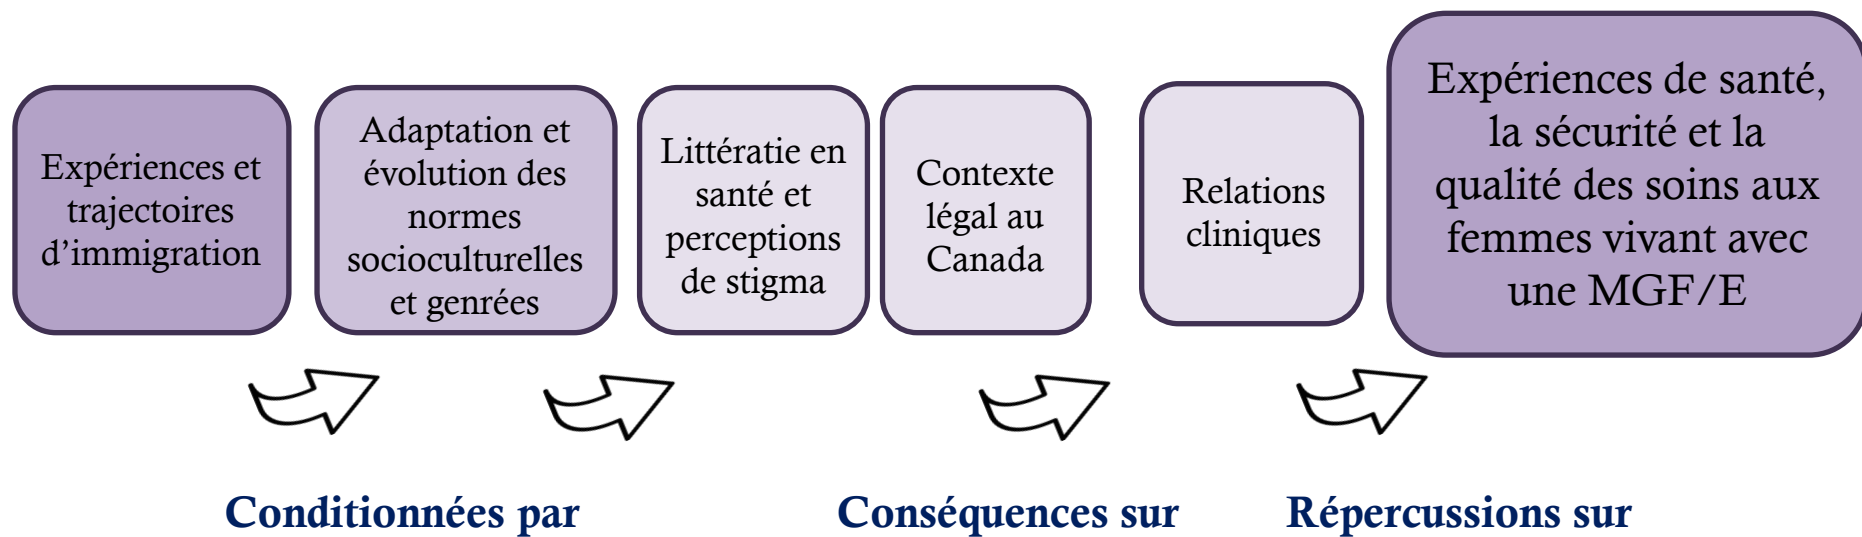 Expériences et
trajectoires
d’immigration
Adaptation et
évolution des
normes
socioculturelles
et genrées
Littératie en
santé et
perceptions
de stigma
Contexte
légal au
Canada
Relations
cliniques
Expériences de santé,
la sécurité et la
qualité des soins aux
femmes vivant avec
une MGF/E
Conditionnées par
Conséquences sur
Répercussions sur